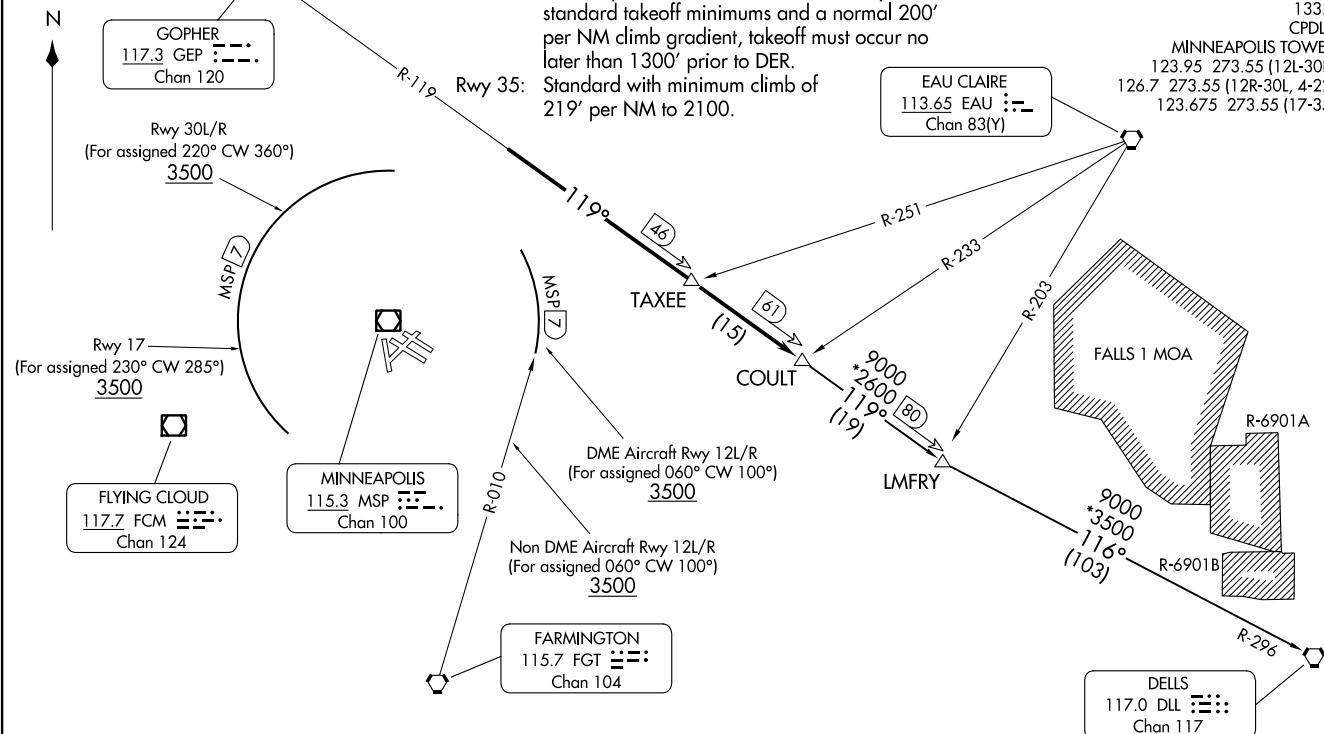 N
GOPHER
117.3 GEP
Chan 120
R-119
standard takeoff minimums and a normal 200'
per NM climb gradient, takeoff must occur no
later than 1300' prior to DER.
Rwy 35: Standard with minimum climb of
219' per NM to 2100.
133.
CPDL
MINNEAPOLIS TOWE
123.95 273.55 (12L-30
126.7 273.55 (12R-30L, 4-2
123.675 273.55 (17-3
EAU CLAIRE
113.65 EAU
Chan 83(Y)
Rwy 30L/R
(For assigned 220° CW 360°)
3500
MSP 7
Rwy 17
(For assigned 230° CW 285°)
3500
FLYING CLOUD
117.7 FCM
Chan 124
MINNEAPOLIS
115.3 MSP
Chan 100
MSP 7
DME Aircraft Rwy 12L/R
(For assigned 060° CW 100°)
3500
R-010
Non DME Aircraft Rwy 12L/R
(For assigned 060° CW 100°)
3500
FARMINGTON
115.7 FGT
Chan 104
119°
46
TAXEE
(15)
61
COULT
R-251
R-233
R-203
9000
*2600
119°
(19)
80
LMFRY
FALLS 1 MOA
R-6901A
R-6901B
9000
*3500
116°
(103)
R-296
DELLS
117.0 DLL
Chan 117